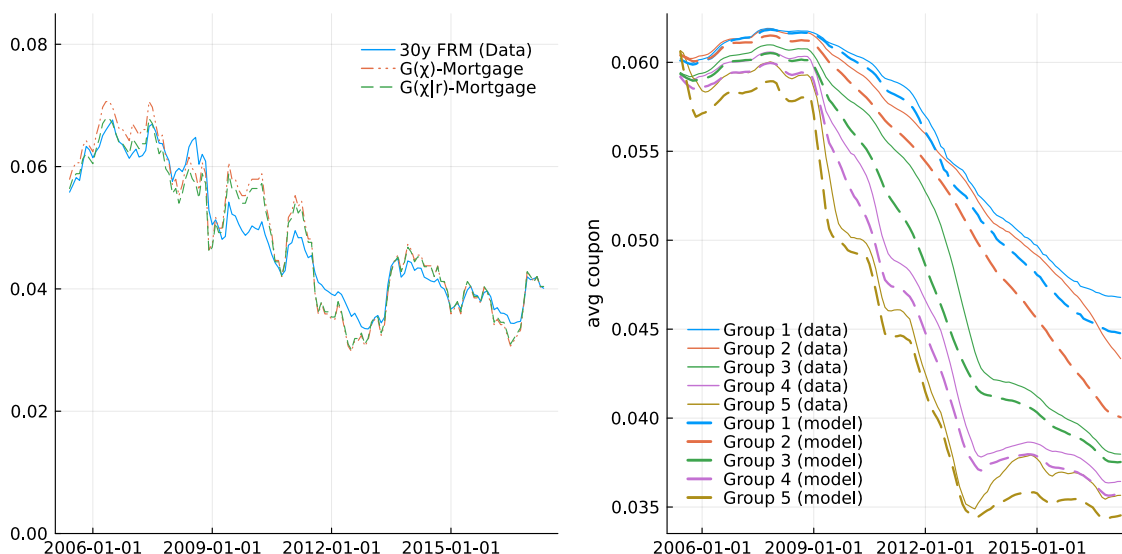 0.08
0.06
0.04
0.02
0.00
2006-01-01
2009-01-01
2012-01-01
2015-01-01
30y FRM (Data)
G(χ)-Mortgage
G(χ|r)-Mortgage
avg coupon
0.060
0.055
0.050
0.045
0.040
0.035
2006-01-01
2009-01-01
2012-01-01
2015-01-01
Group 1 (data)
Group 2 (data)
Group 3 (data)
Group 4 (data)
Group 5 (data)
Group 1 (model)
Group 2 (model)
Group 3 (model)
Group 4 (model)
Group 5 (model)